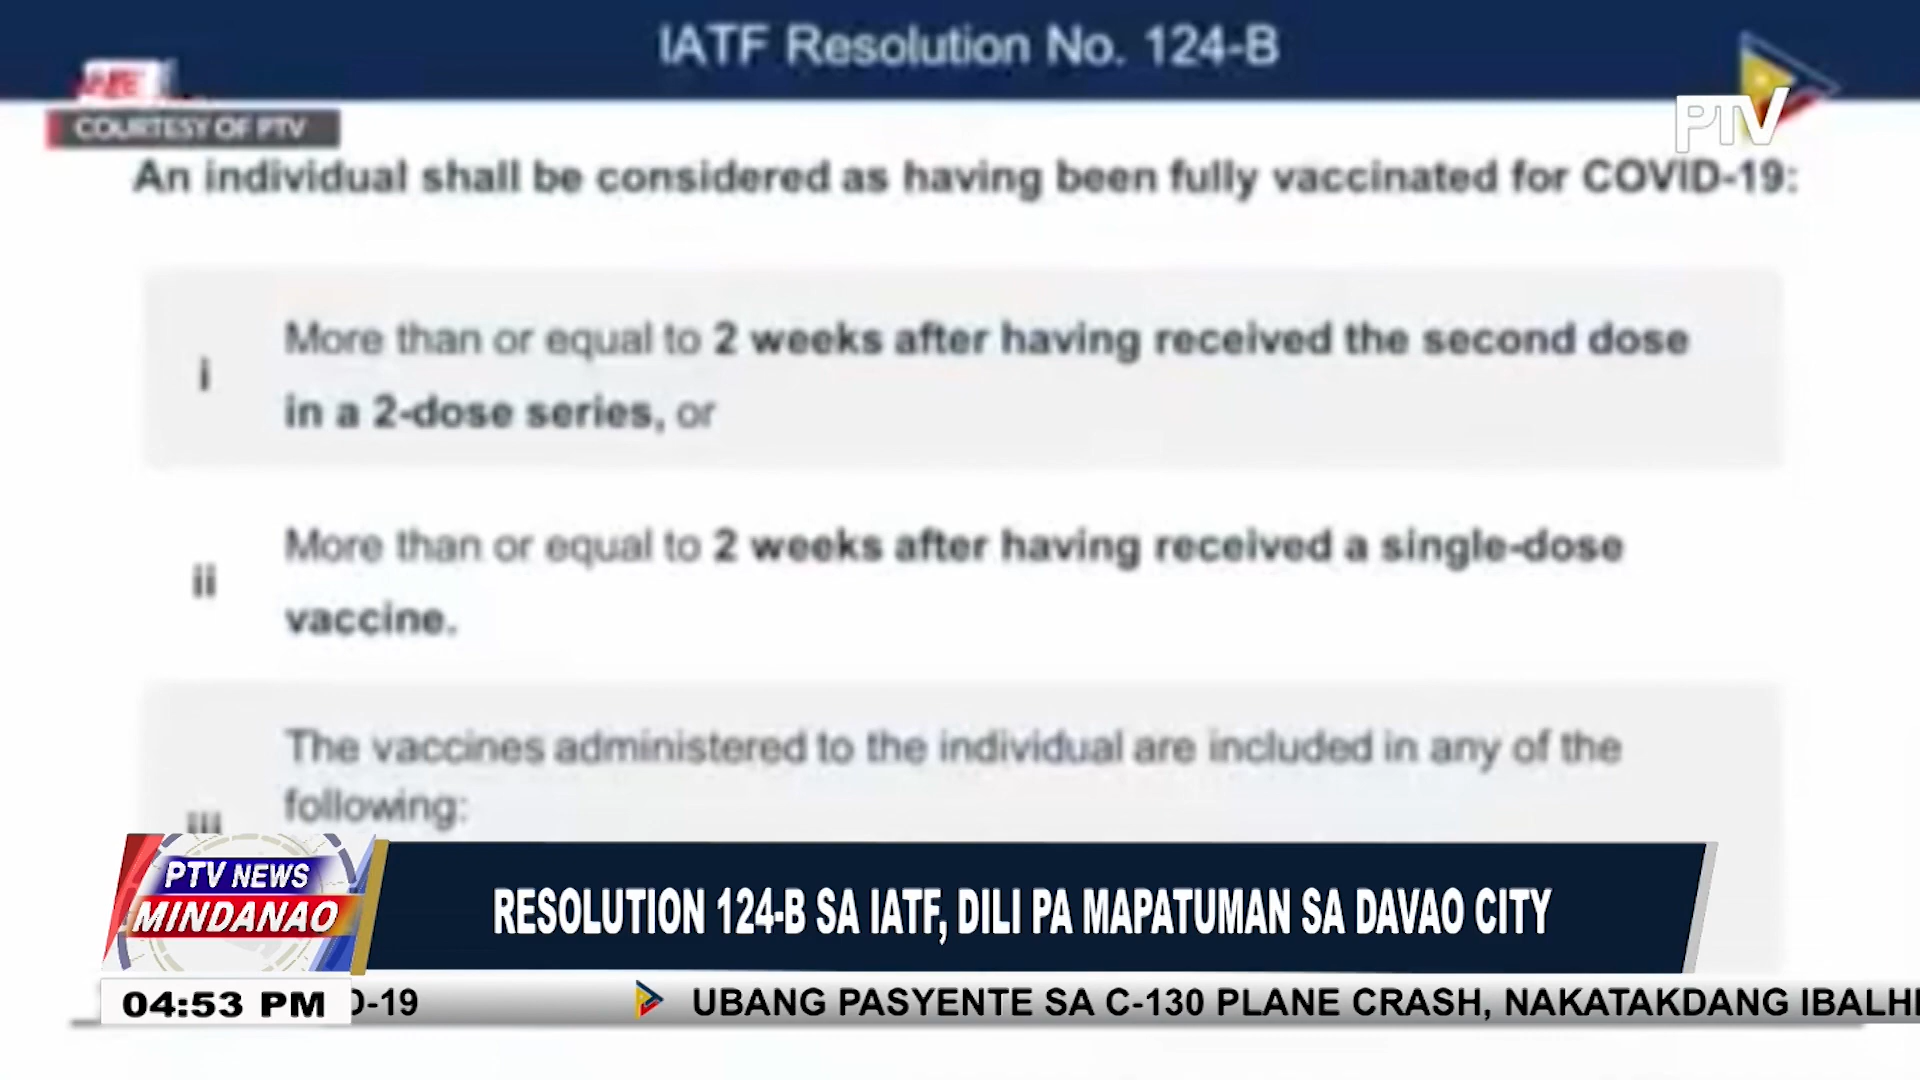 IATF Resolution No. 124-B
COURTESY OF PTV
PTV
An individual shall be considered as having been fully vaccinated for COVID-19:
i
More than or equal to 2 weeks after having received the second dose
in a 2-dose series, or
ii
More than or equal to 2 weeks after having received a single-dose
vaccine.
iii
The vaccines administered to the individual are included in any of the
following:
PTV NEWS
MINDANAO
RESOLUTION 124-B SA IATF, DILI PA MAPATUMAN SA DAVAO CITY
04:53 PM
D-19
UBANG PASYENTE SA C-130 PLANE CRASH, NAKATAKDANG IBALH